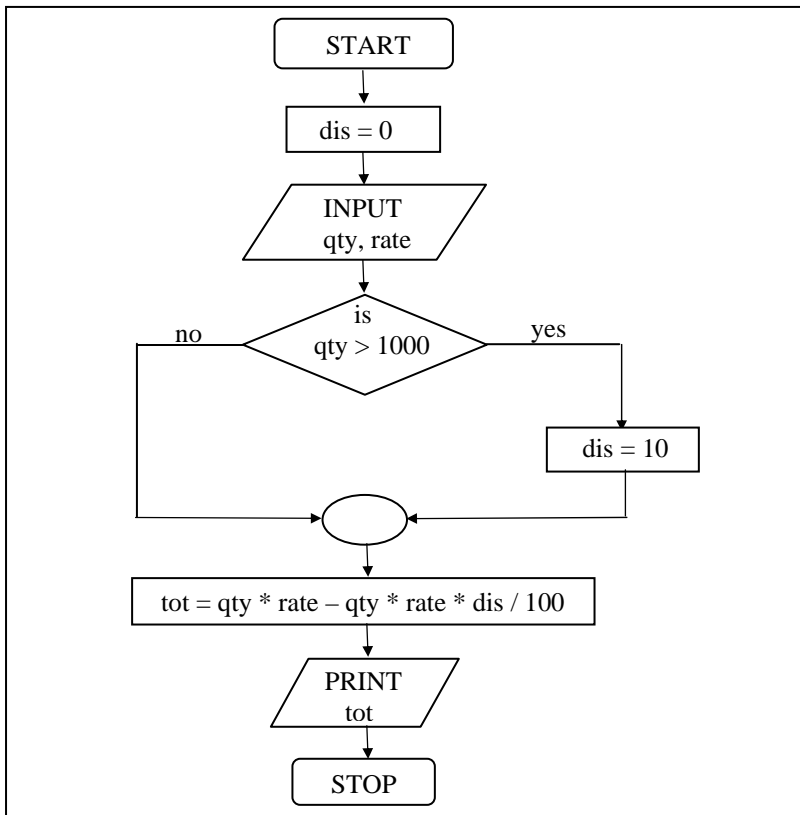 START
dis = 0
INPUT
qty, rate
is
qty > 1000
no
yes
dis = 10
tot = qty * rate – qty * rate * dis / 100
PRINT
tot
STOP